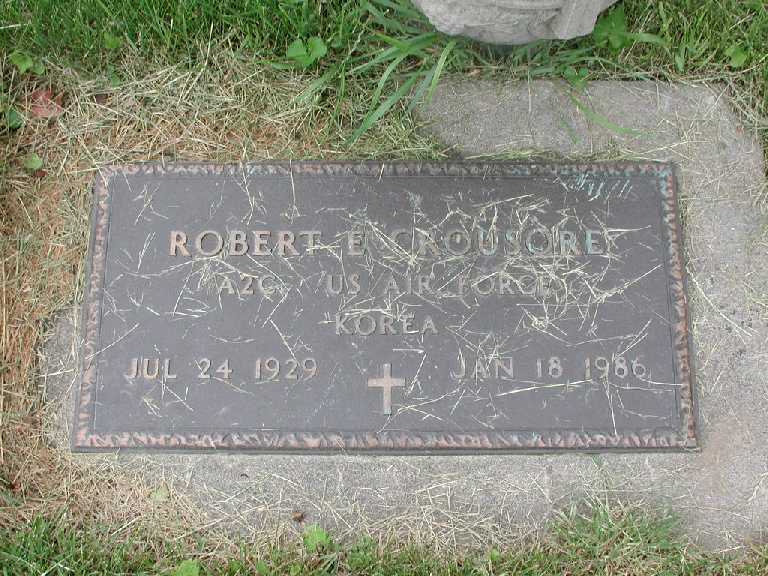 ROBERT E CROUSORE
A2C US AIR FORCE
KOREA
JUL 24 1929 JAN 18 1986